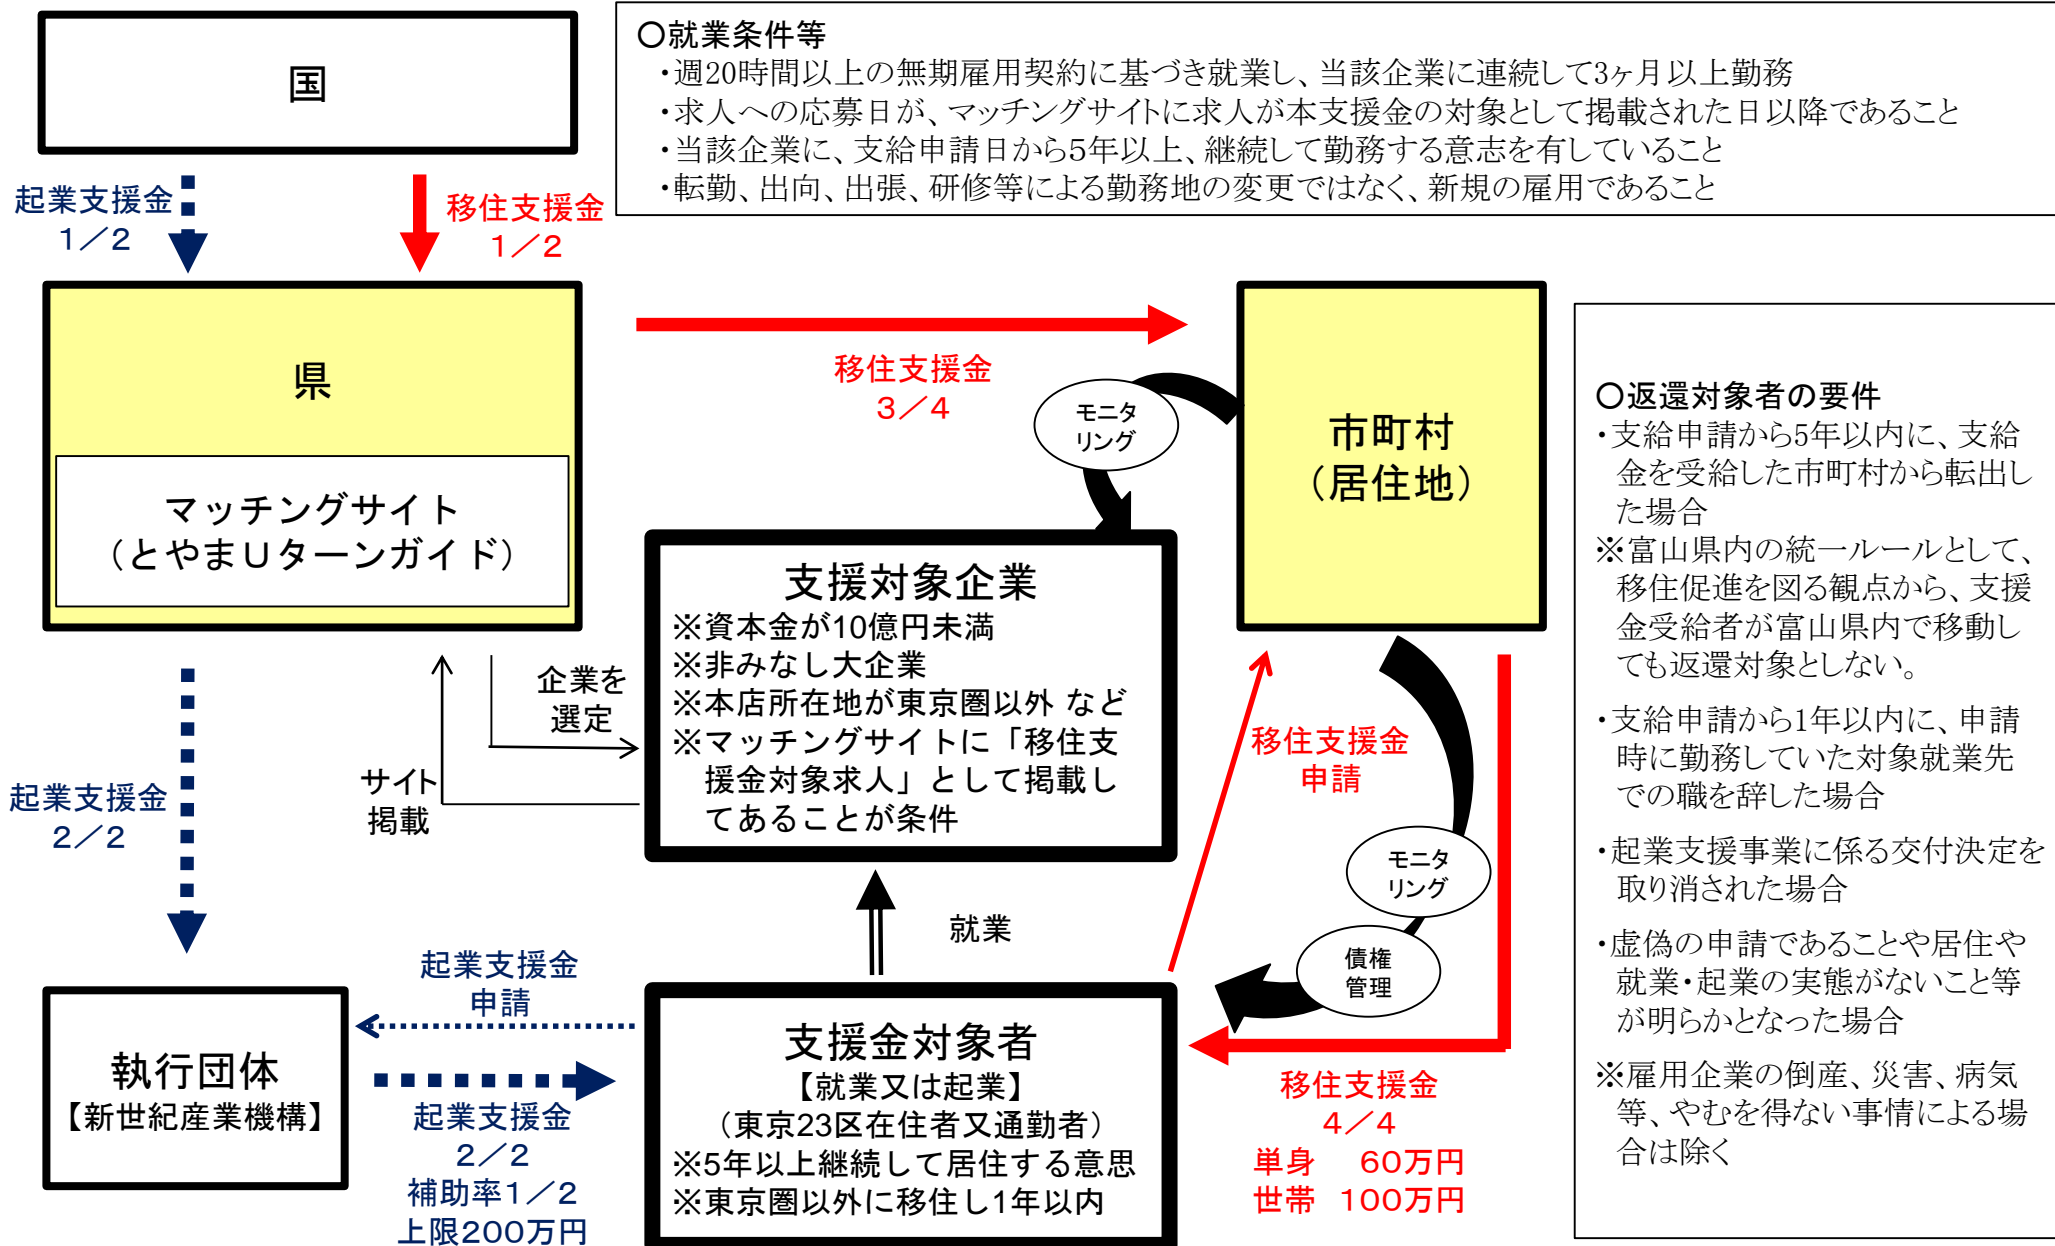 国
〇就業条件等
・週20時間以上の無期雇用契約に基づき就業し、当該企業に連続して3ヶ月以上勤務
・求人への応募日が、マッチングサイトに求人が本支援金の対象として掲載された日以降であること
・当該企業に、支給申請日から5年以上、継続して勤務する意志を有していること
・転勤、出向、出張、研修等による勤務地の変更ではなく、新規の雇用であること
起業支援金
１／２
移住支援金
１／２
県
マッチングサイト
（とやまＵターンガイド）
移住支援金
３／４
モニタ
リング
市町村
（居住地）
〇返還対象者の要件
・支給申請から5年以内に、支給
金を受給した市町村から転出し
た場合
※富山県内の統一ルールとして、
移住促進を図る観点から、支援
金受給者が富山県内で移動し
ても返還対象としない。
・支給申請から1年以内に、申請
時に勤務していた対象就業先
での職を辞した場合
・起業支援事業に係る交付決定を
取り消された場合
・虚偽の申請であることや居住や
就業・起業の実態がないこと等
が明らかとなった場合
※雇用企業の倒産、災害、病気
等、やむを得ない事情による場
合は除く
支援対象企業
※資本金が10億円未満
※非みなし大企業
※本店所在地が東京圏以外 など
※マッチングサイトに「移住支
援金対象求人」として掲載し
てあることが条件
企業を
選定
サイト
掲載
起業支援金
２／２
移住支援金
申請
モニタ
リング
債権
管理
就業
起業支援金
申請
執行団体
【新世紀産業機構】
起業支援金
２／２
補助率１／２
上限２００万円
支援金対象者
【就業又は起業】
（東京23区在住者又通勤者）
※5年以上継続して居住する意思
※東京圏以外に移住し1年以内
移住支援金
４／４
単身　６０万円
世帯　１００万円